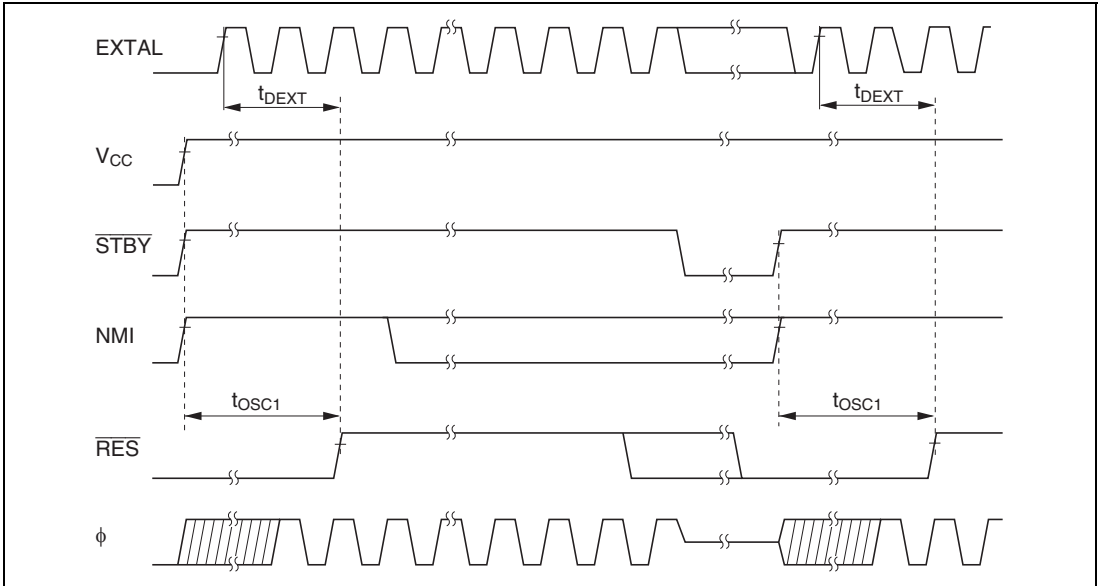 EXTAL
tDEXT tDEXT
VCC
STBY
NMI
tOSC1 tOSC1
RES
ϕ